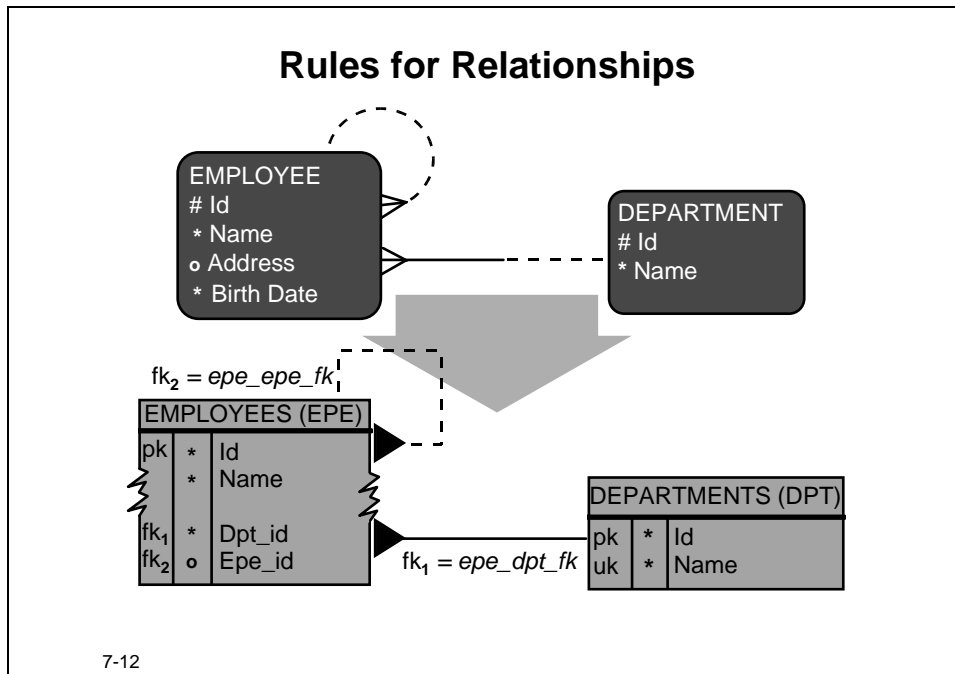 Rules for Relationships
EMPLOYEE
# Id
* Name
o Address
* Birth Date
DEPARTMENT
# Id
* Name
fk2 = epe_epe_fk
EMPLOYEES (EPE)
pk * Id
* Name
fk1 * Dpt_id
fk2 o Epe_id
fk1 = epe_dpt_fk
DEPARTMENTS (DPT)
pk * Id
uk * Name
7-12